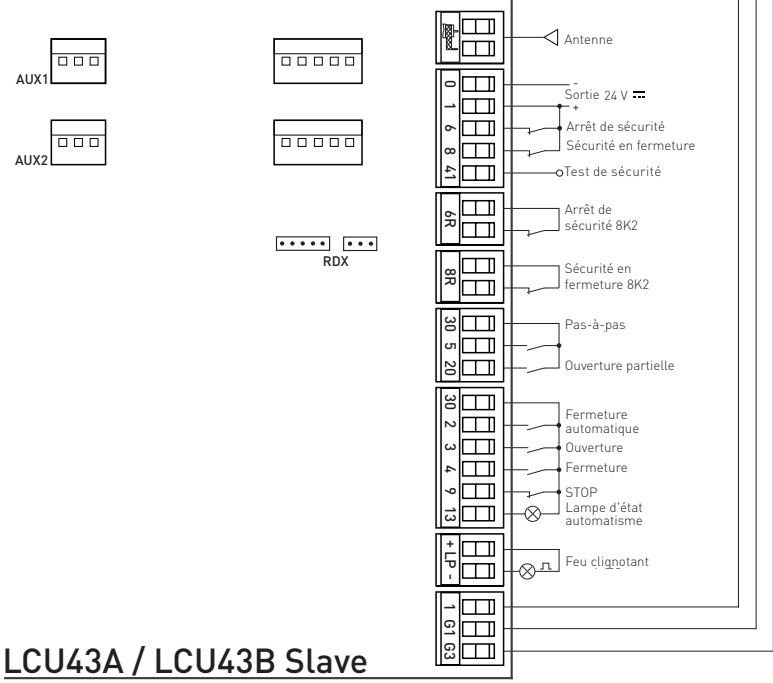 AUX1
AUX2
RDX
Antenne
0
-
Sortie 24 V
1
+
6
Arrêt de sécurité
8
Sécurité en fermeture
41
Test de sécurité
6R
Arrêt de
sécurité 8K2
8R
Sécurité en
fermeture 8K2
30
Pas-à-pas
5
20
Ouverture partielle
30
2
Fermeture
automatique
3
Ouverture
4
Fermeture
9
STOP
13
Lampe d'état
automatisme
+ LP -
Feu clignotant
1
G1
G3
LCU43A / LCU43B Slave